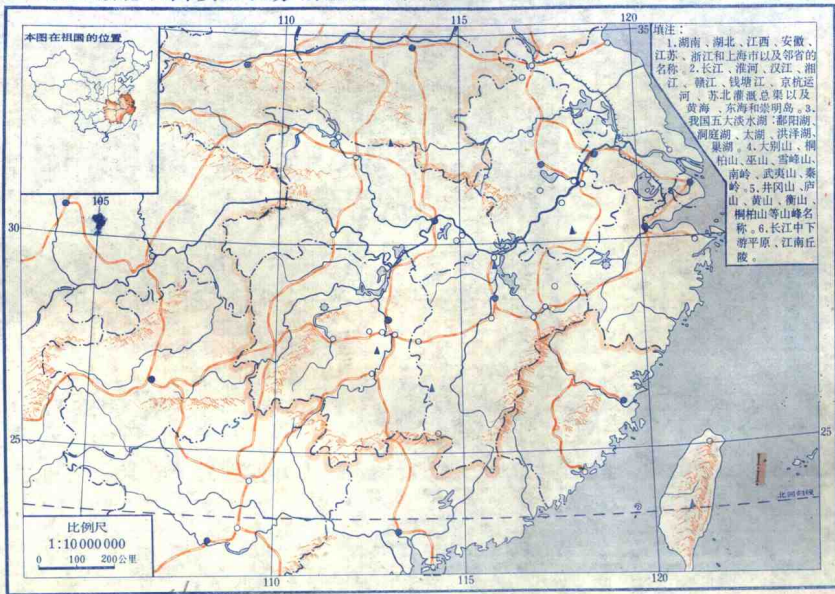 110
115
120
35
本图在祖国的位置
填注：
1.湖南、湖北、江西、安徽、
江苏、浙江和上海市以及邻省的
名称。2.长江、淮河、汉江、湘
江、赣江、钱塘江、京杭运
河、苏北灌溉总渠以及
黄海、东海和崇明岛。3.
我国五大淡水湖：鄱阳湖、
洞庭湖、太湖、洪泽湖、
巢湖。4.大别山、桐
柏山、巫山、雪峰山、
南岭、武夷山、秦
岭。5.井冈山、庐
山、黄山、衡山、
桐柏山等山峰名
称。6.长江中下
游平原、江南丘
陵。
105
30
30
25
25
北回归线
比例尺
1:10 000 000
0 100 200公里
110
115
120